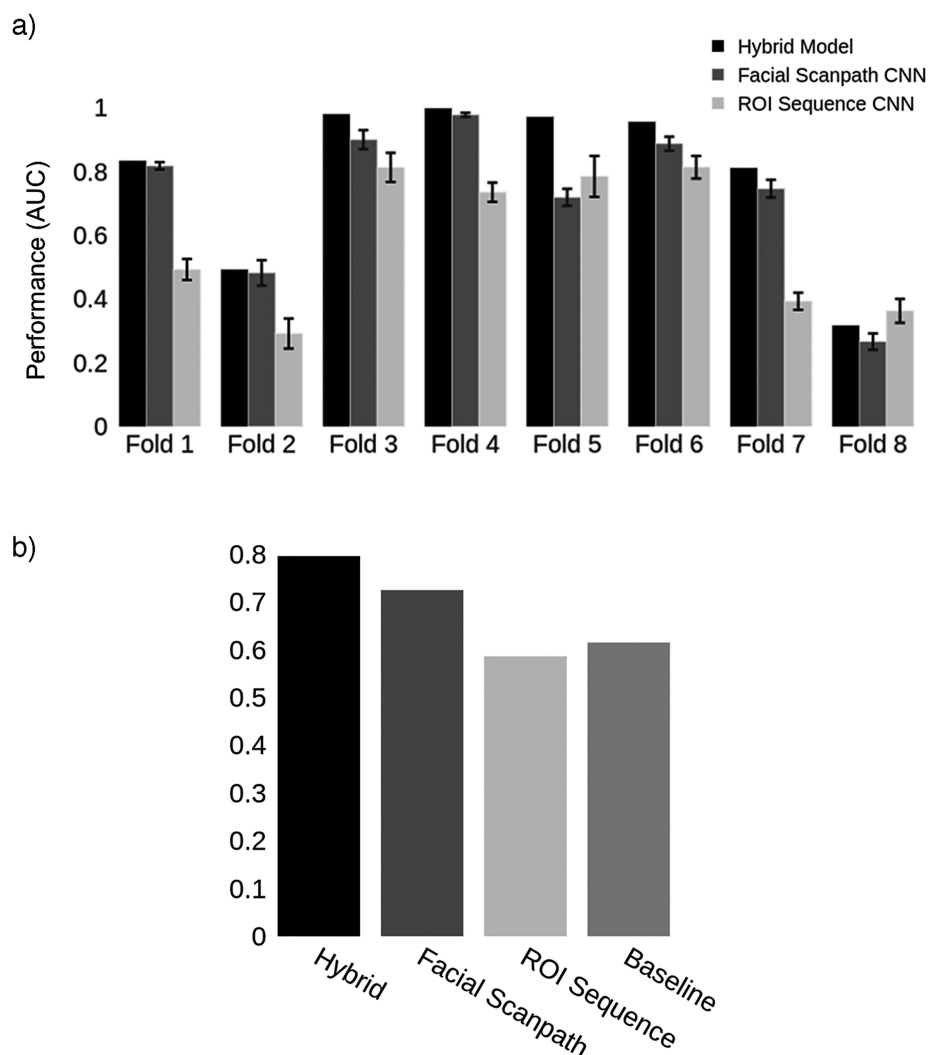 a)
Hybrid Model
Facial Scanpath CNN
ROI Sequence CNN
Performance (AUC)
1
0.8
0.6
0.4
0.2
0
Fold 1 Fold 2 Fold 3 Fold 4 Fold 5 Fold 6 Fold 7 Fold 8
b)
0.8
0.7
0.6
0.5
0.4
0.3
0.2
0.1
0
Hybrid
Facial Scanpath
ROI Sequence
Baseline